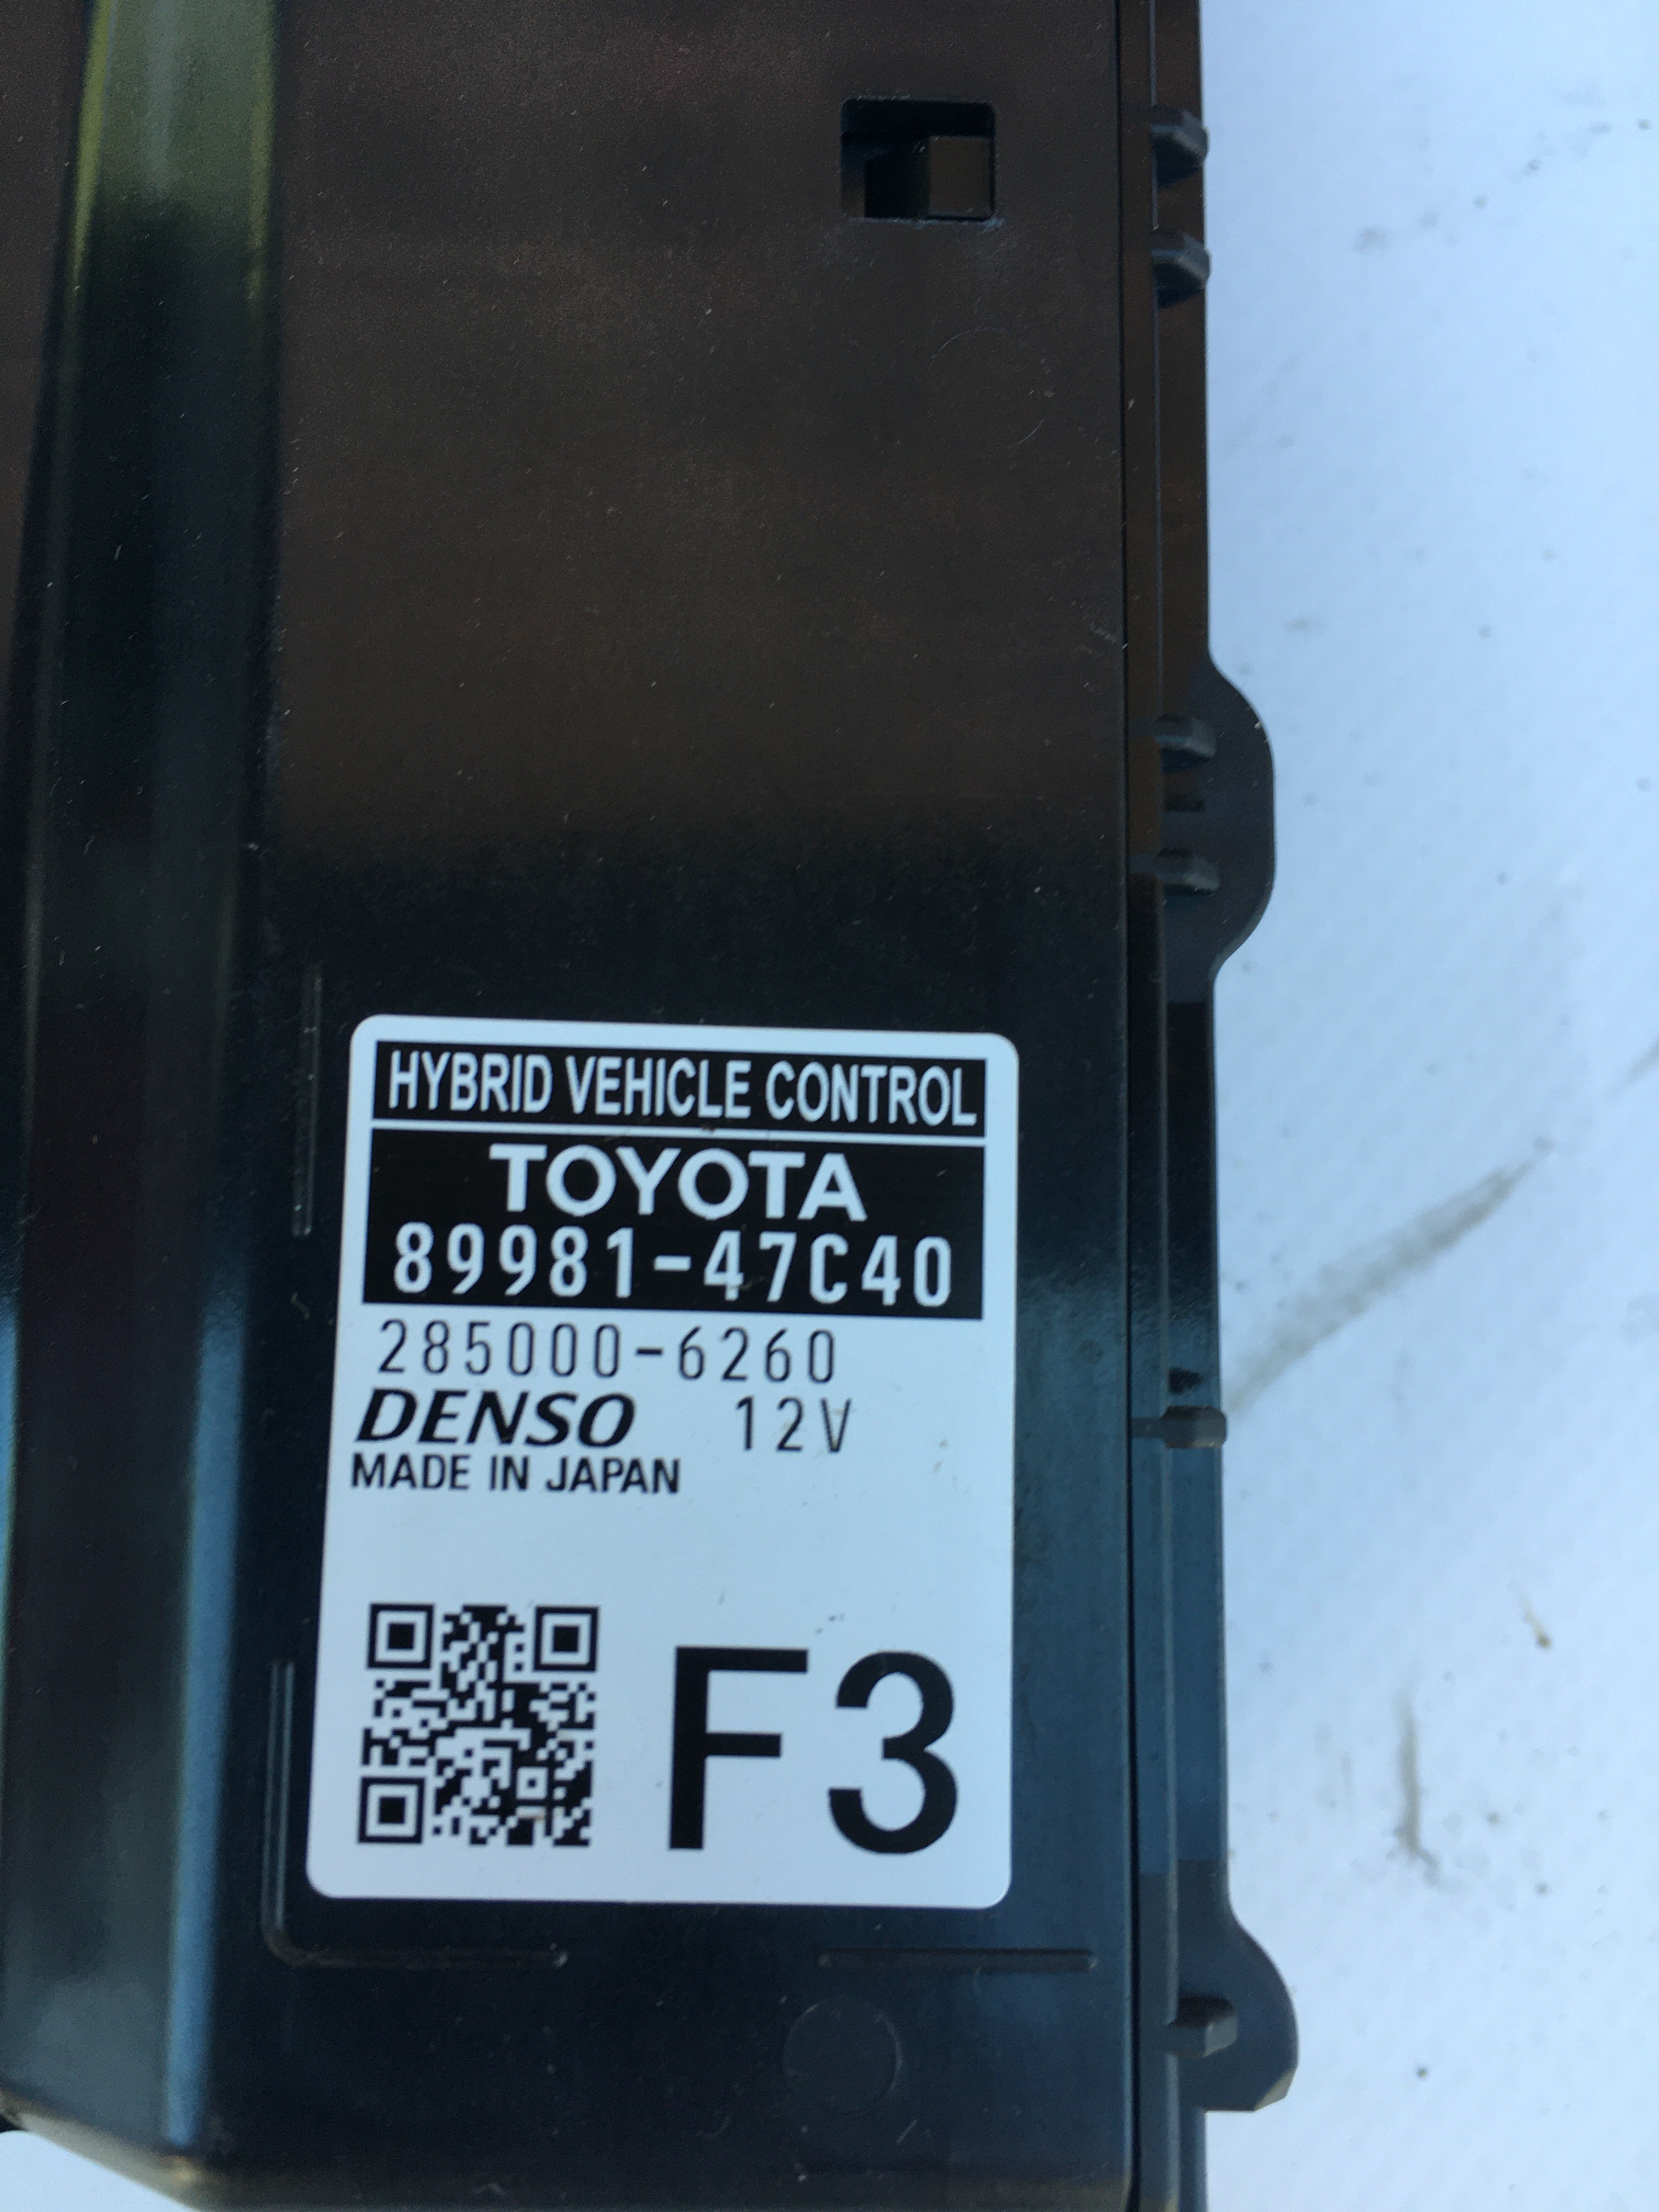 HYBRID VEHICLE CONTROL
TOYOTA
89981-47C40
285000-6260
DENSO 12V
MADE IN JAPAN
F3